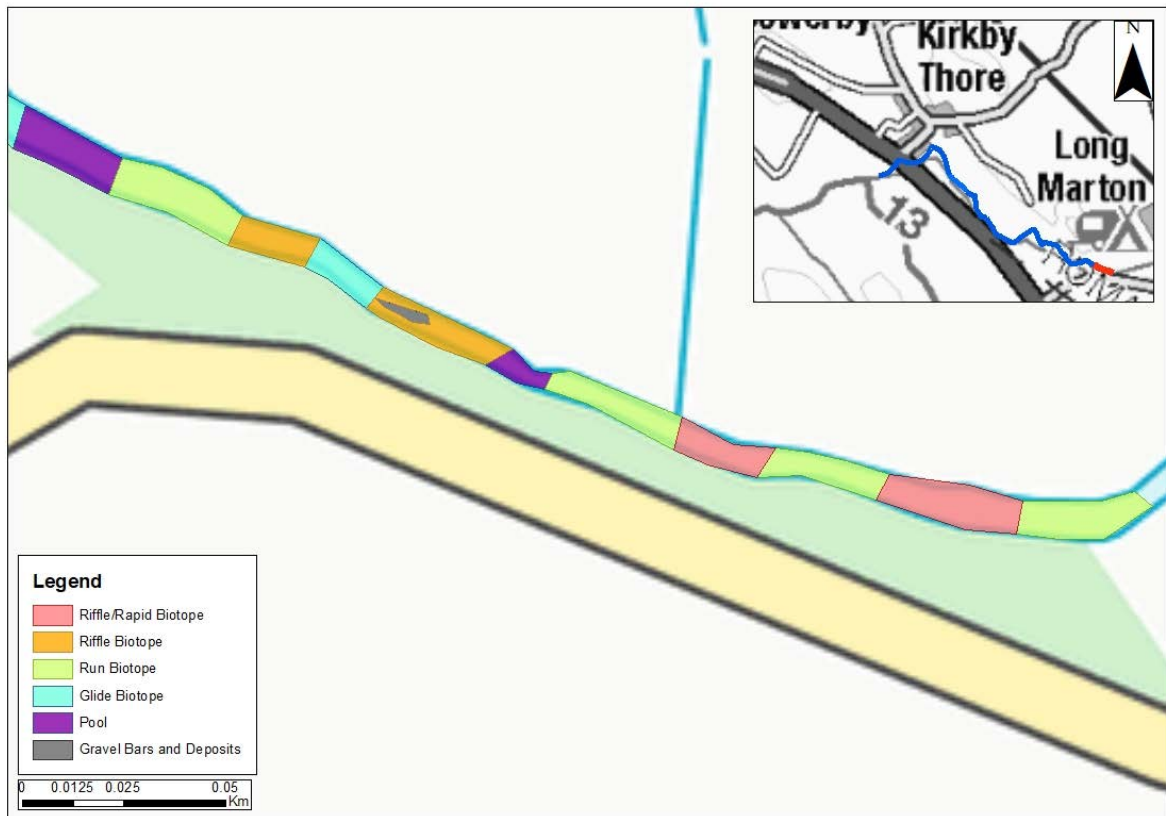 Kirkby
Thore
N
Long
Marton
13
Legend
Riffle/Rapid Biotope
Riffle Biotope
Run Biotope
Glide Biotope
Pool
Gravel Bars and Deposits
0 0.0125 0.025 0.05
Km